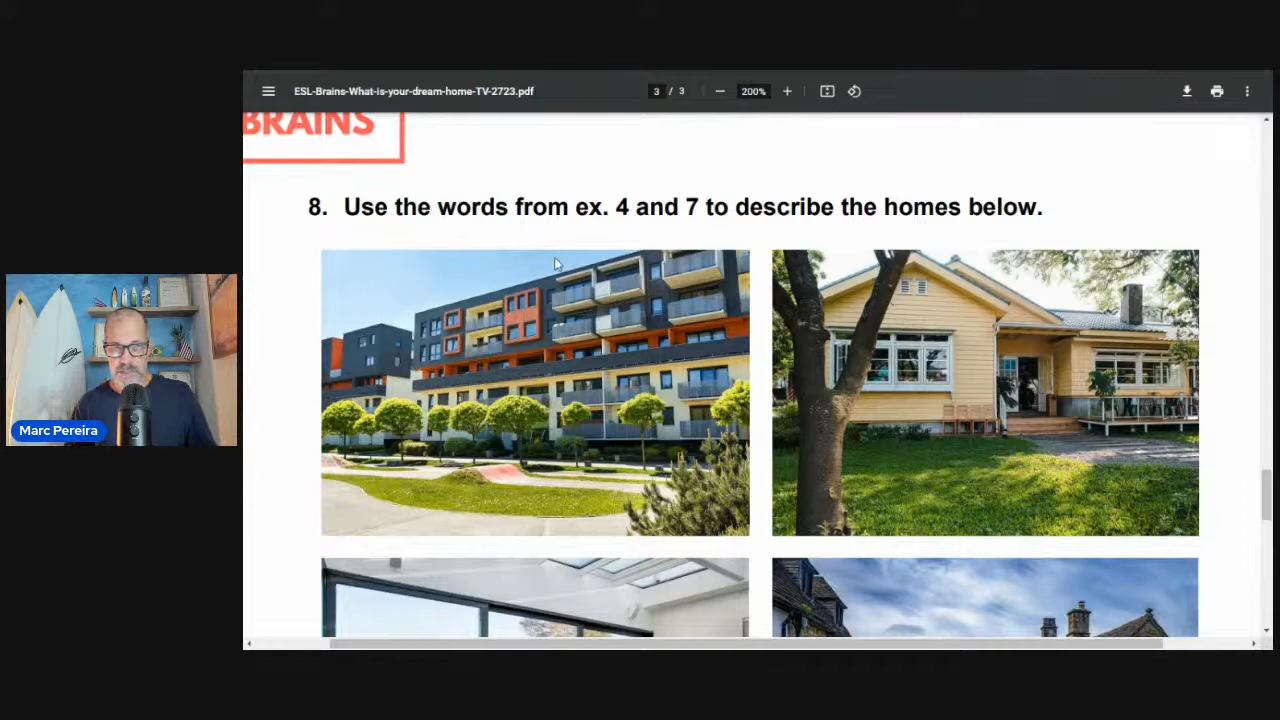 ESL-Brains-What-is-your-dream-home-TV-2723.pdf
3 / 3
200%
BRAINS
8. Use the words from ex. 4 and 7 to describe the homes below.
Marc Pereira